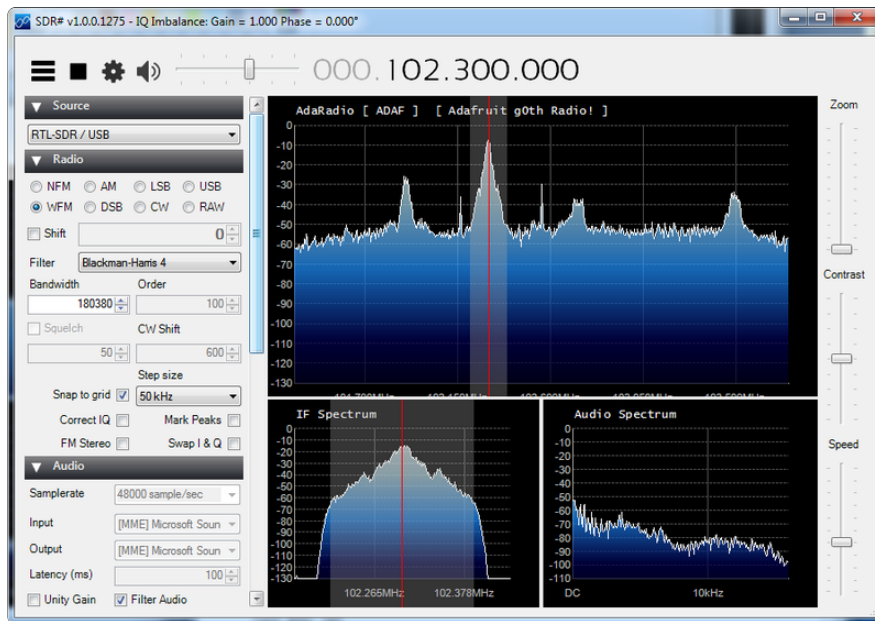 SDR# v1.0.0.1275 - IQ Imbalance: Gain = 1.000 Phase = 0.000°
000.102.300.000
Source
RTL-SDR / USB
Radio
NFM AM LSB USB
WFM DSB CW RAW
Shift 0
Filter Blackman-Harris 4
Bandwidth Order
180380 100
Squelch CW Shift
50 600
Step size
Snap to grid 50 kHz
Correct IQ Mark Peaks
FM Stereo Swap I & Q
Audio
Samplerate 48000 sample/sec
Input [MME] Microsoft Soun
Output [MME] Microsoft Soun
Latency (ms) 100
Unity Gain Filter Audio
AdaRadio [ ADAF ] [ Adafruit g0th Radio! ]
0
-10
-20
-30
-40
-50
-60
-70
-80
-90
-100
-110
-120
-130
IF Spectrum
0
-10
-20
-30
-40
-50
-60
-70
-80
-90
-100
-110
-120
-130
102.265MHz 102.378MHz
Audio Spectrum
0
-10
-20
-30
-40
-50
-60
-70
-80
-90
-100
-110
DC 10kHz
Zoom
Contrast
Speed